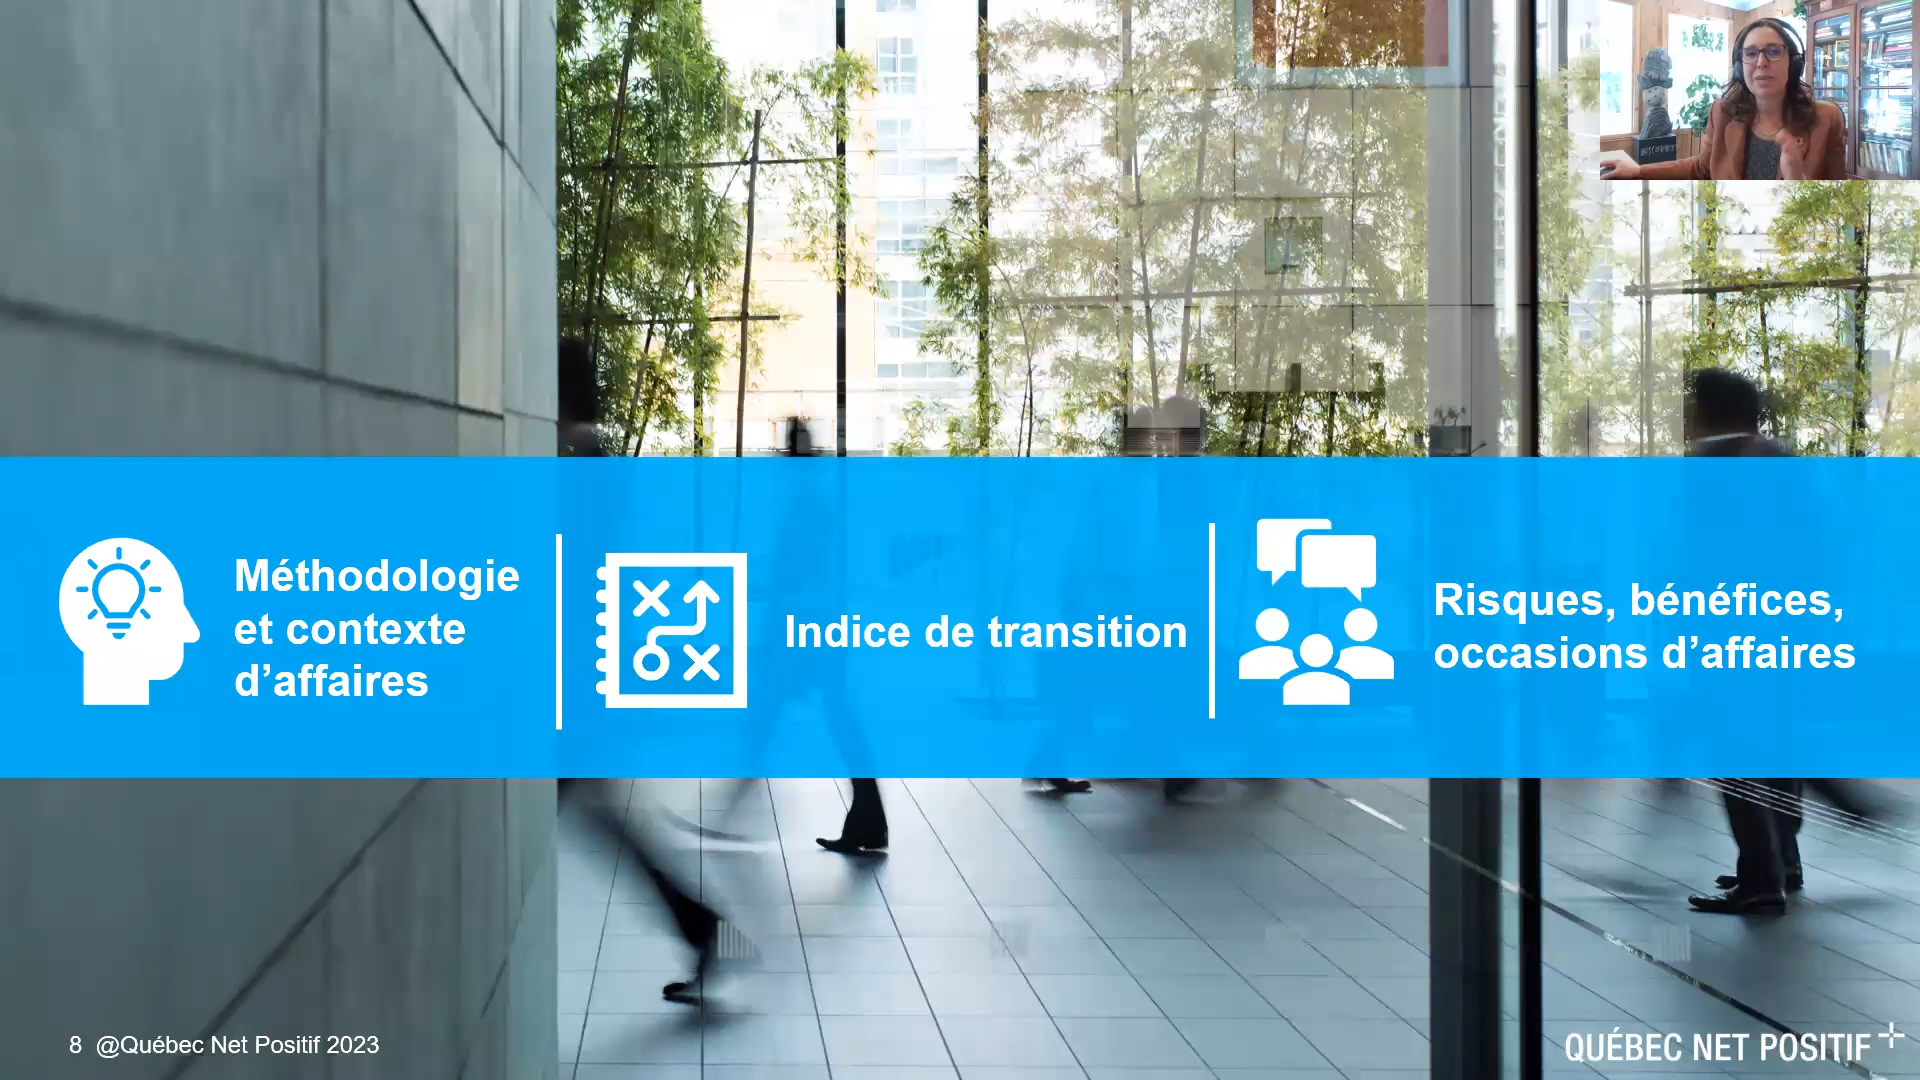 Méthodologie
et contexte
d’affaires
Indice de transition
Risques, bénéfices,
occasions d’affaires
8 @Québec Net Positif 2023
QUÉBEC NET POSITIF